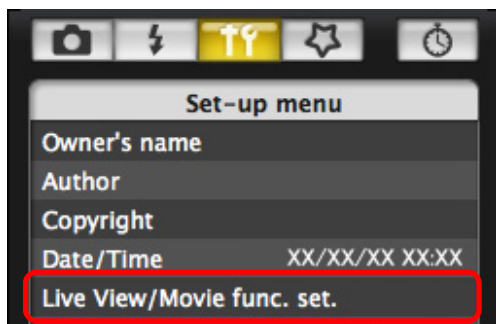 Set-up menu
Owner's name
Author
Copyright
Date/Time XX/XX/XX XX:XX
Live View/Movie func. set.